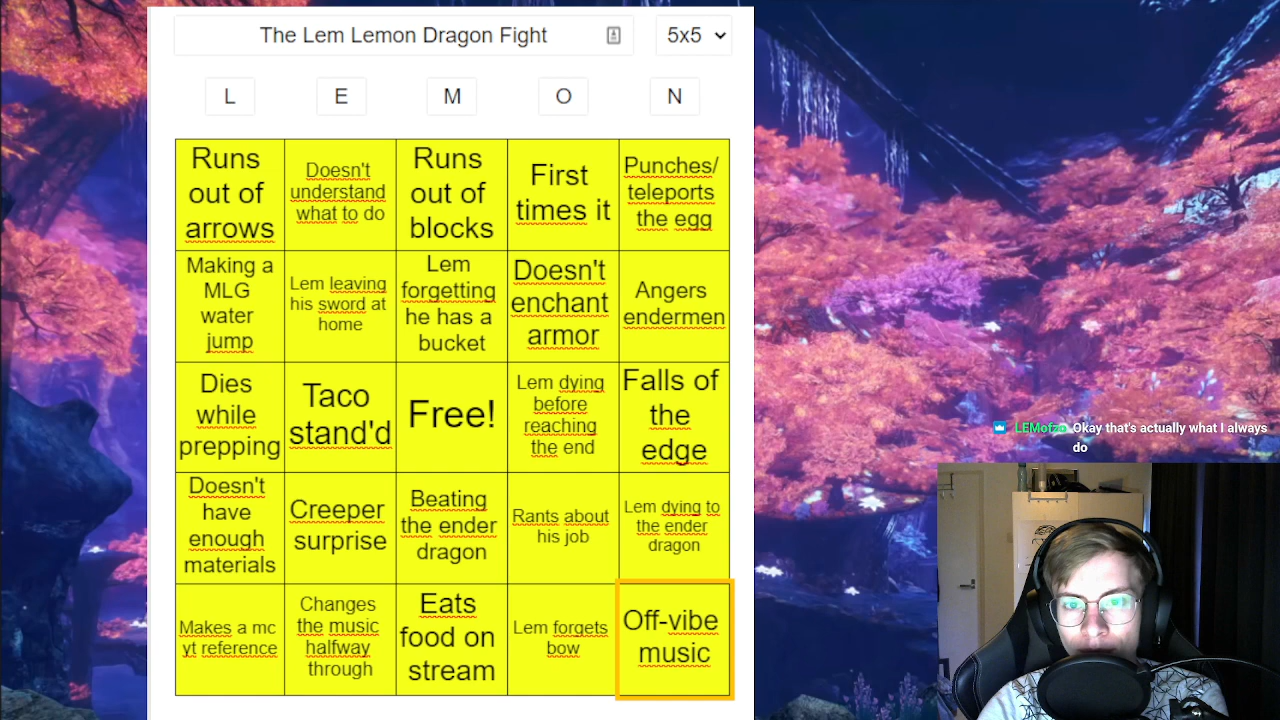 The Lem Lemon Dragon Fight
5x5
L E M O N
Runs
out of
arrows
Doesn't
understand
what to do
Runs
out of
blocks
First
times it
Punches/
teleports
the egg
Making a
MLG
water
jump
Lem leaving
his sword at
home
Lem
forgetting
he has a
bucket
Doesn't
enchant
armor
Angers
endermen
Dies
while
prepping
Taco
stand'd
Free!
Lem dying
before
reaching
the end
Falls of
the
edge
Doesn't
have
enough
materials
Creeper
surprise
Beating
the ender
dragon
Rants about
his job
Lem dying to
the ender
dragon
Makes a mc
yt reference
Changes
the music
halfway
through
Eats
food on
stream
Lem forgets
bow
Off-vibe
music
Okay that's actually what I always
do